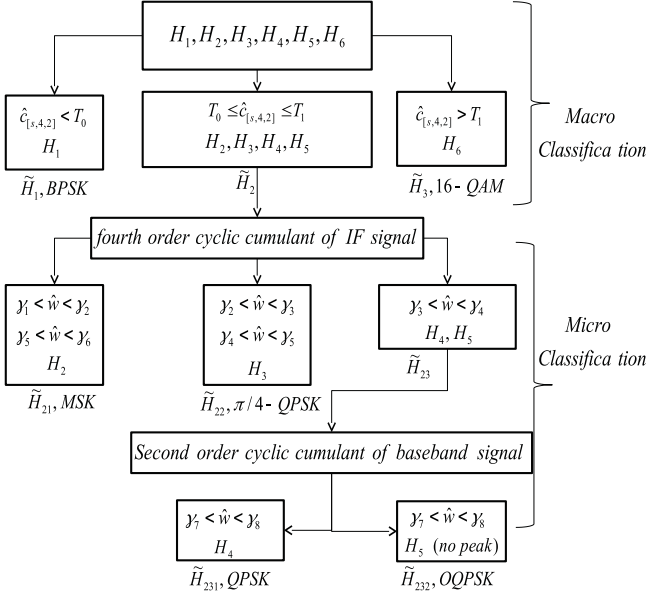 H₁, H₂, H₃, H₄, H₅, H₆
ĉ[s,4,2] < T₀
H₁
T₀ ≤ ĉ[s,4,2] ≤ T₁
H₂, H₃, H₄, H₅
ĉ[s,4,2] > T₁
H₆
Macro
Classifica tion
H̃₁, BPSK
H̃₂
H̃₃, 16- QAM
fourth order cyclic cumulant of IF signal
γ₁ < ŵ < γ₂
γ₅ < ŵ < γ₆
H₂
γ₂ < ŵ < γ₃
γ₄ < ŵ < γ₅
H₃
γ₃ < ŵ < γ₄
H₄, H₅
Micro
Classifica tion
H̃₂₁, MSK
H̃₂₂, π/4- QPSK
H̃₂₃
Second order cyclic cumulant of baseband signal
γ₇ < ŵ < γ₈
H₄
γ₇ < ŵ < γ₈
H₅ (no peak)
H̃₂₃₁, QPSK
H̃₂₃₂, OQPSK